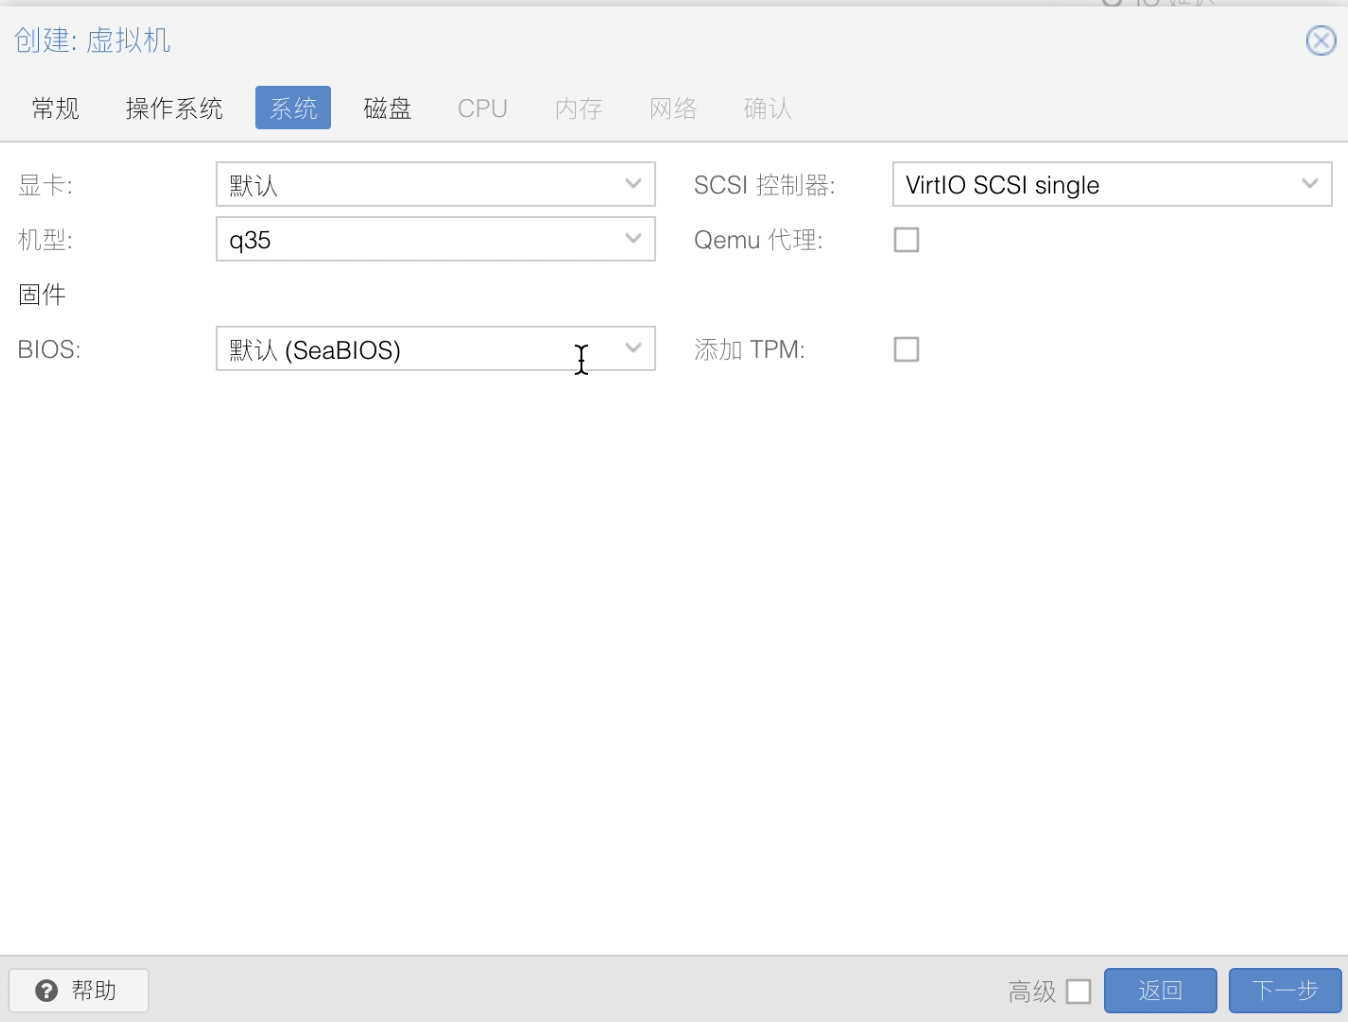 创建: 虚拟机
常规 操作系统 系统 磁盘 CPU 内存 网络 确认
显卡: 默认 SCSI 控制器: VirtIO SCSI single
机型: q35 Qemu 代理:
固件
BIOS: 默认 (SeaBIOS) 添加 TPM:
帮助 高级 返回 下一步